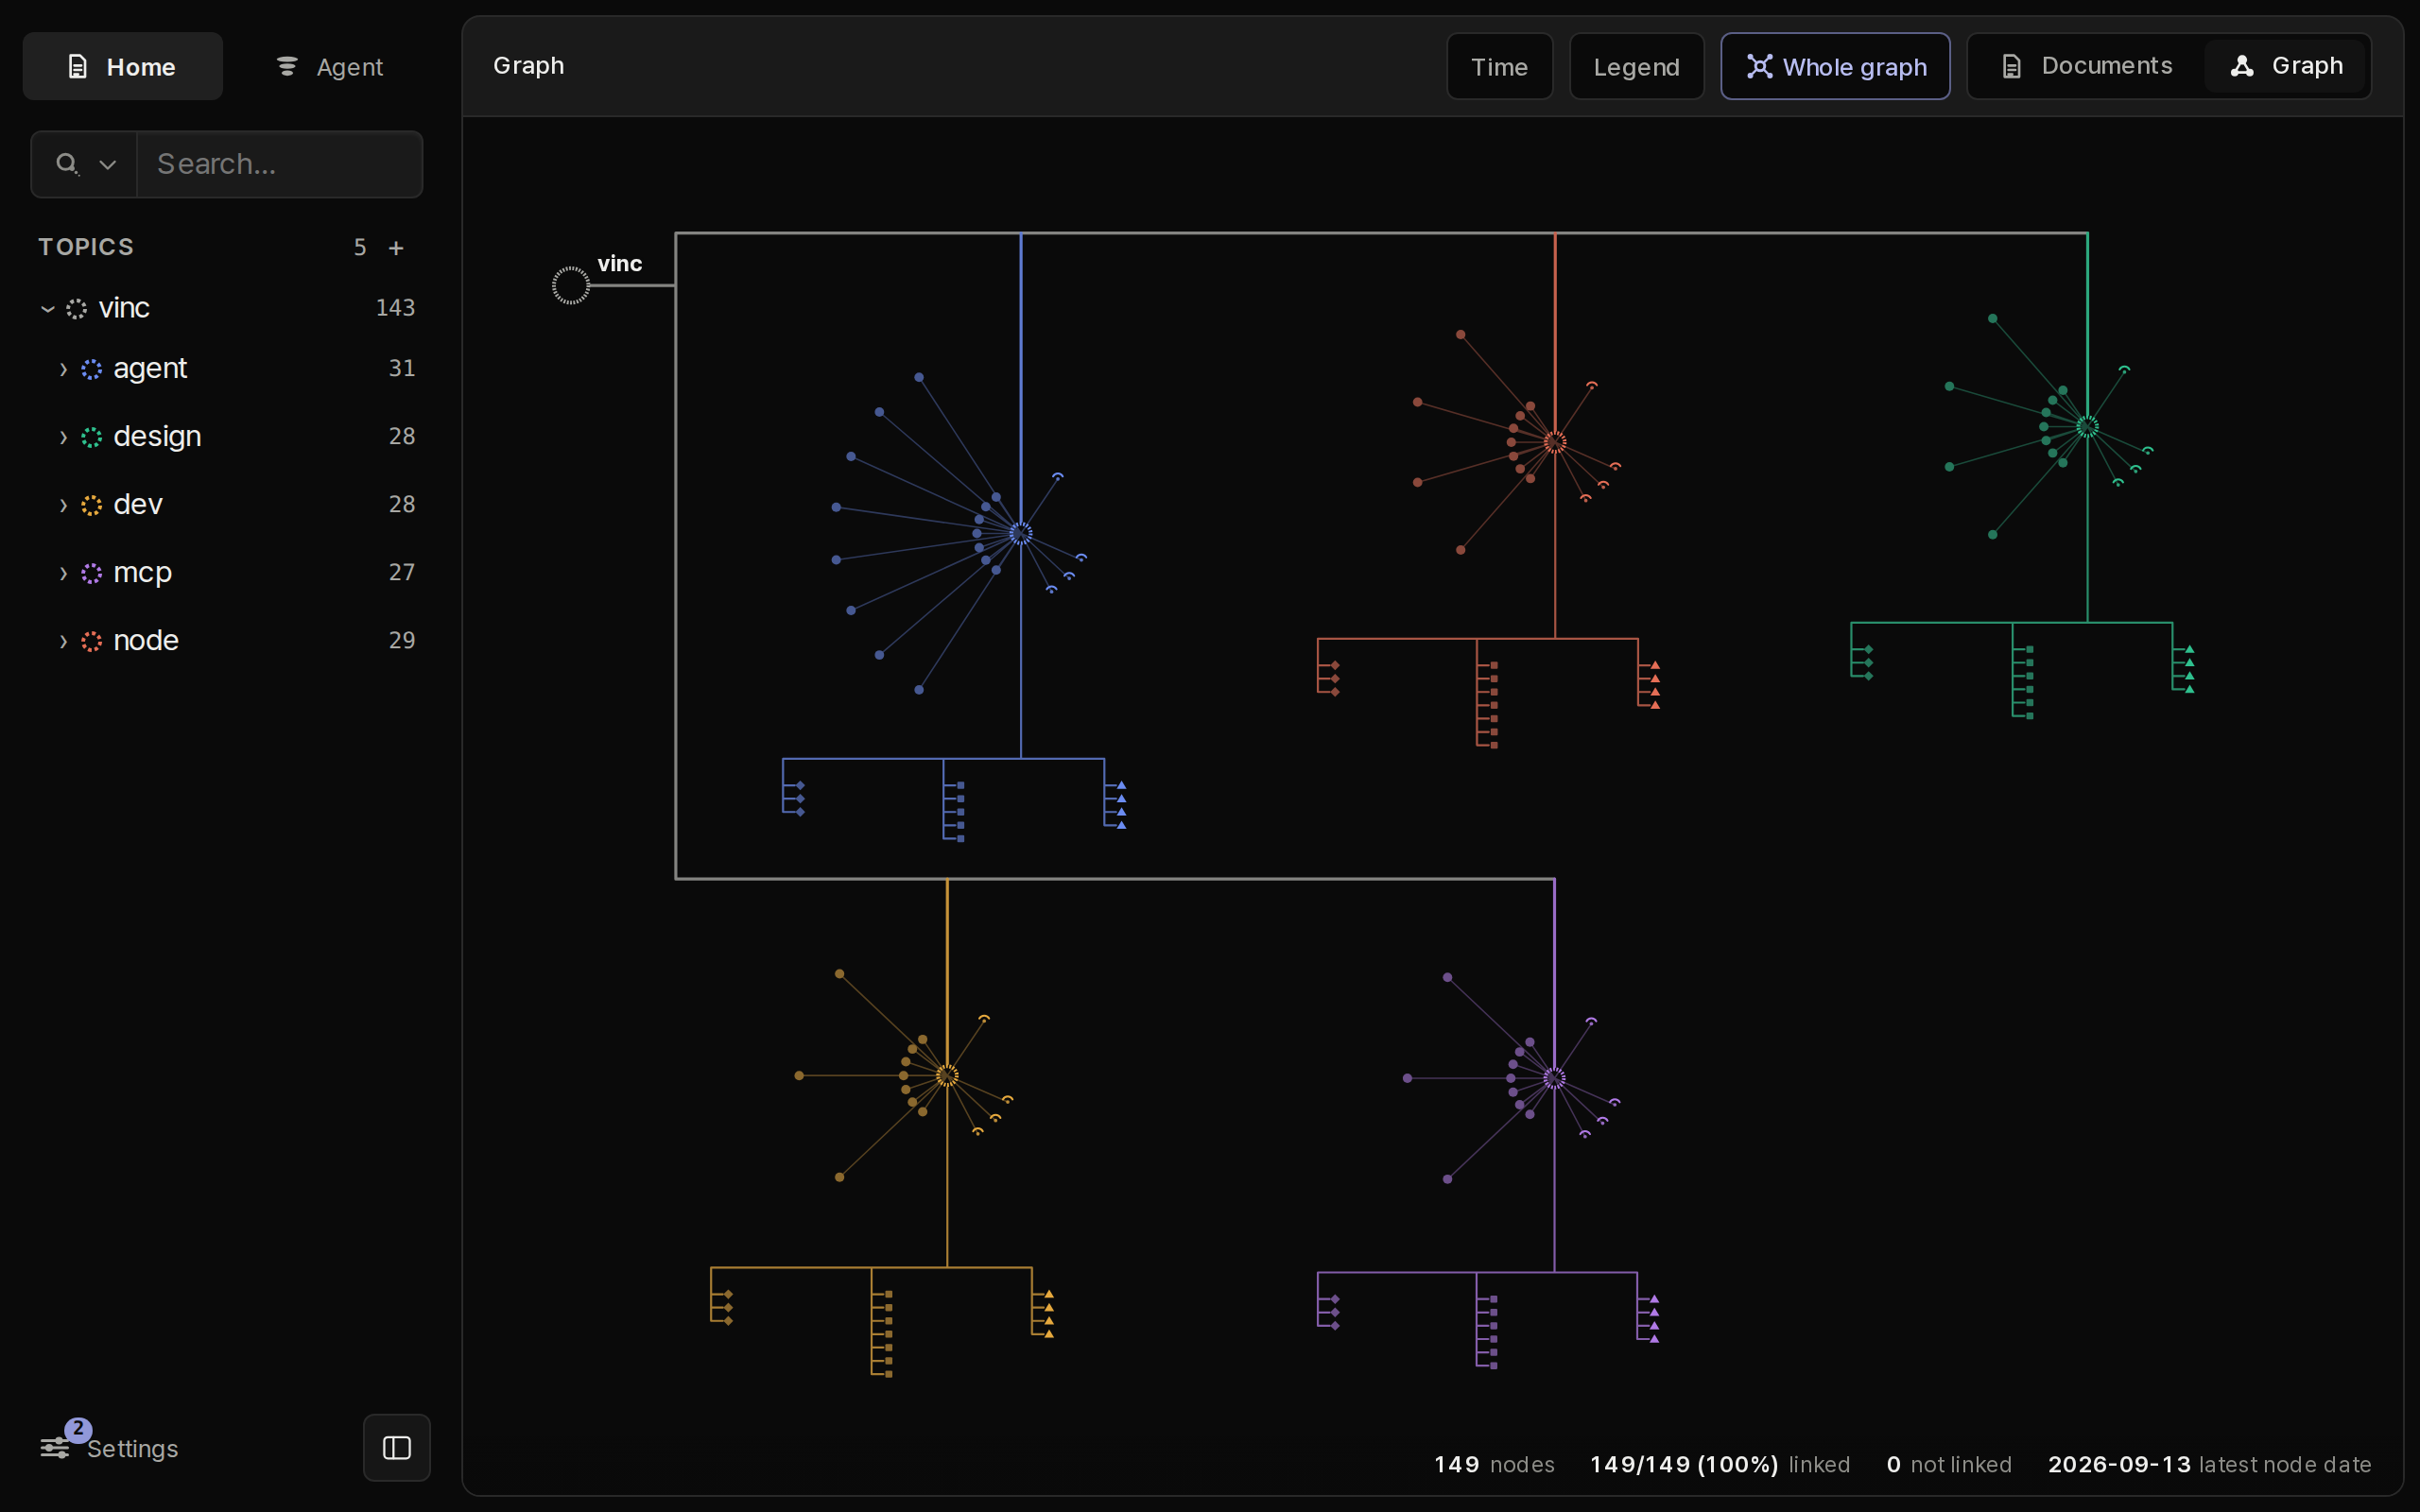 Home
Agent
Search...
TOPICS 5 +
vinc 143
agent 31
design 28
dev 28
mcp 27
node 29
2
Settings
Graph
Time
Legend
Whole graph
Documents
Graph
vinc
149 nodes 149/149 (100%) linked 0 not linked 2026-09-13 latest node date